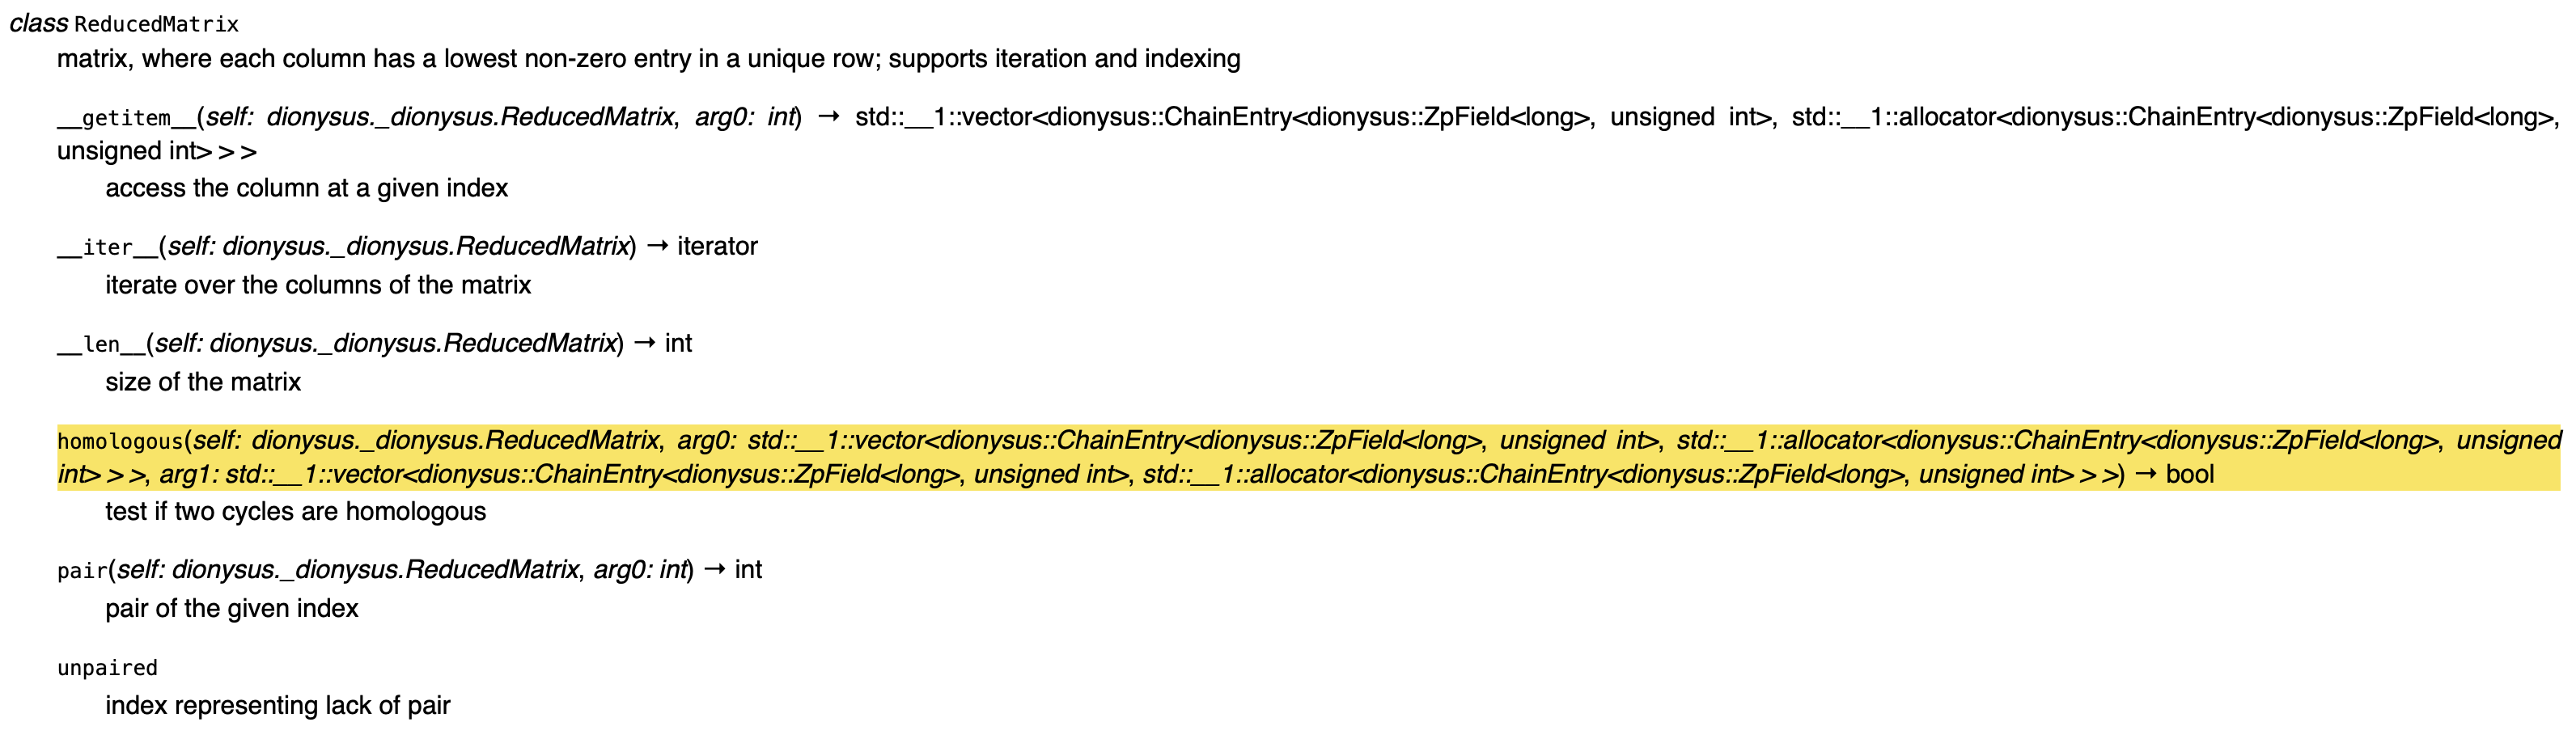 class ReducedMatrix
matrix, where each column has a lowest non-zero entry in a unique row; supports iteration and indexing
__getitem__(self: dionysus._dionysus.ReducedMatrix, arg0: int) → std::__1::vector<dionysus::ChainEntry<dionysus::ZpField<long>, unsigned int>, std::__1::allocator<dionysus::ChainEntry<dionysus::ZpField<long>,
unsigned int> > >
access the column at a given index
__iter__(self: dionysus._dionysus.ReducedMatrix) → iterator
iterate over the columns of the matrix
__len__(self: dionysus._dionysus.ReducedMatrix) → int
size of the matrix
homologous(self: dionysus._dionysus.ReducedMatrix, arg0: std::__1::vector<dionysus::ChainEntry<dionysus::ZpField<long>, unsigned int>, std::__1::allocator<dionysus::ChainEntry<dionysus::ZpField<long>, unsigned
int> > >, arg1: std::__1::vector<dionysus::ChainEntry<dionysus::ZpField<long>, unsigned int>, std::__1::allocator<dionysus::ChainEntry<dionysus::ZpField<long>, unsigned int> > >) → bool
test if two cycles are homologous
pair(self: dionysus._dionysus.ReducedMatrix, arg0: int) → int
pair of the given index
unpaired
index representing lack of pair